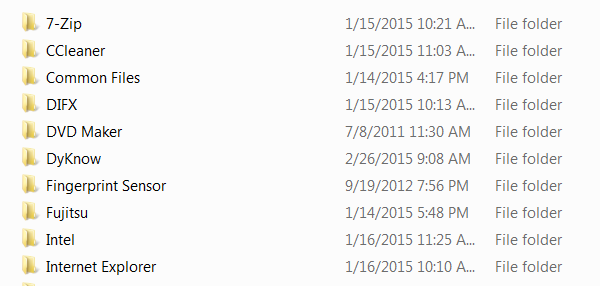 7-Zip 1/15/2015 10:21 A... File folder
CCleaner 1/15/2015 11:03 A... File folder
Common Files 1/14/2015 4:17 PM File folder
DIFX 1/15/2015 10:13 A... File folder
DVD Maker 7/8/2011 11:30 AM File folder
DyKnow 2/26/2015 9:08 AM File folder
Fingerprint Sensor 9/19/2012 7:56 PM File folder
Fujitsu 1/14/2015 5:48 PM File folder
Intel 1/16/2015 11:25 A... File folder
Internet Explorer 1/16/2015 10:10 A... File folder